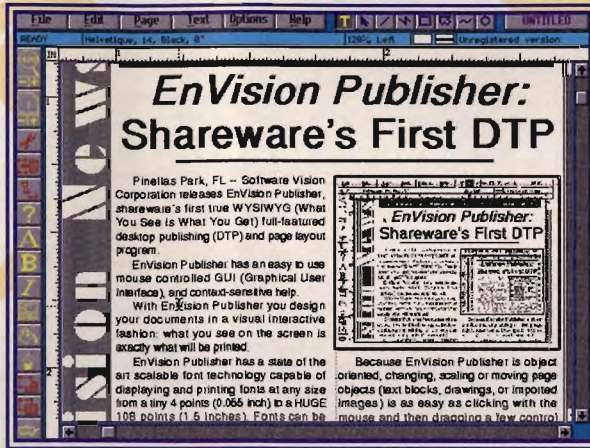 File Edit Page Text Options Help T UNTITLED
READY Helvetique, 14, Black, 0° 128%, Left Unregistered version
IN 1 2
EnVision Publisher:
Shareware's First DTP
sion News
Pinellas Park, FL – Software Vision
Corporation releases EnVision Publisher,
shareware's first true WYSIWYG (What
You See is What You Get) full-featured
desktop publishing (DTP) and page layout
program.
EnVision Publisher has an easy to use
mouse controlled GUI (Graphical User
Interface), and context-sensitive help.
With EnVision Publisher you design
your documents in a visual interactive
fashion: what you see on the screen is
exactly what will be printed.
EnVision Publisher has a state of the
art scalable font technology capable of
displaying and printing fonts at any size
from a tiny 4 points (0.055 inch) to a HUGE
108 points (1.5 inches). Fonts can be
EnVision Publisher:
Shareware's First DTP
Because EnVision Publisher is object
oriented, changing, scaling or moving page
objects (text blocks, drawings, or imported
images) is as easy as clicking with the
mouse and then dragging a few control
?
A
B
I